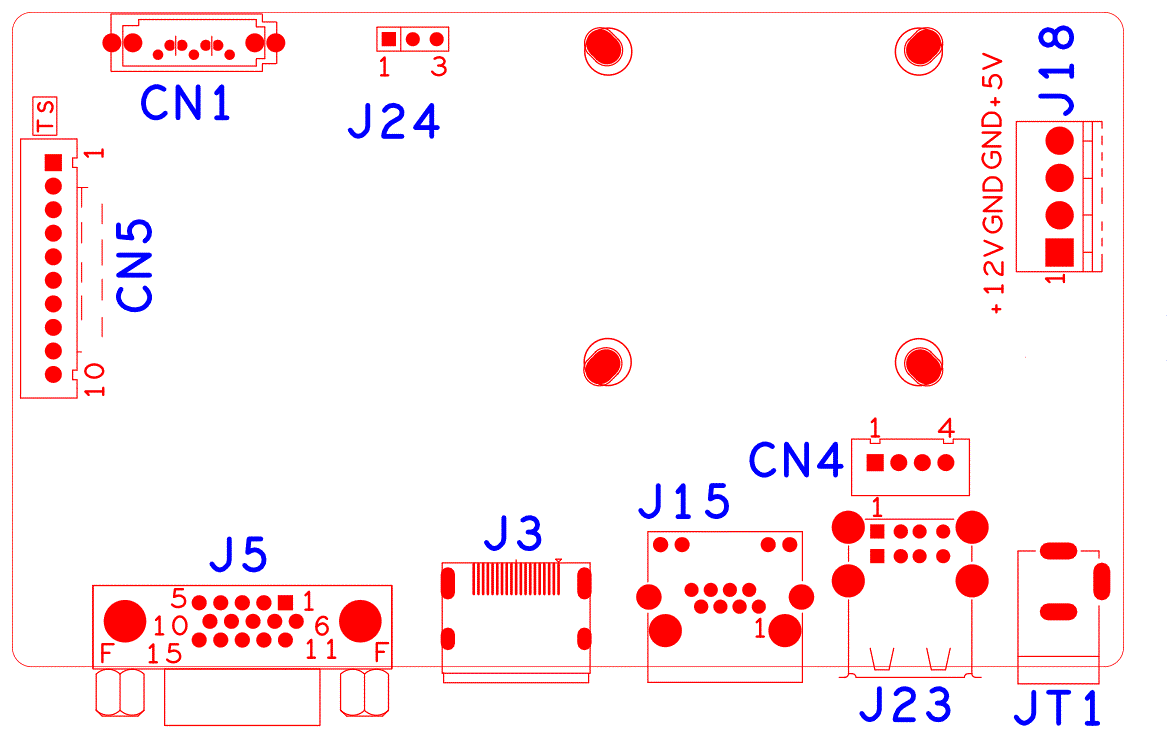 CN1
1 3
J24
TS
1
CN5
10
J18
+12V GND GND +5V
1
CN4
1 4
J15
1
J3
1
J23
JT1
J5
5 1
10 6
15 11
F F